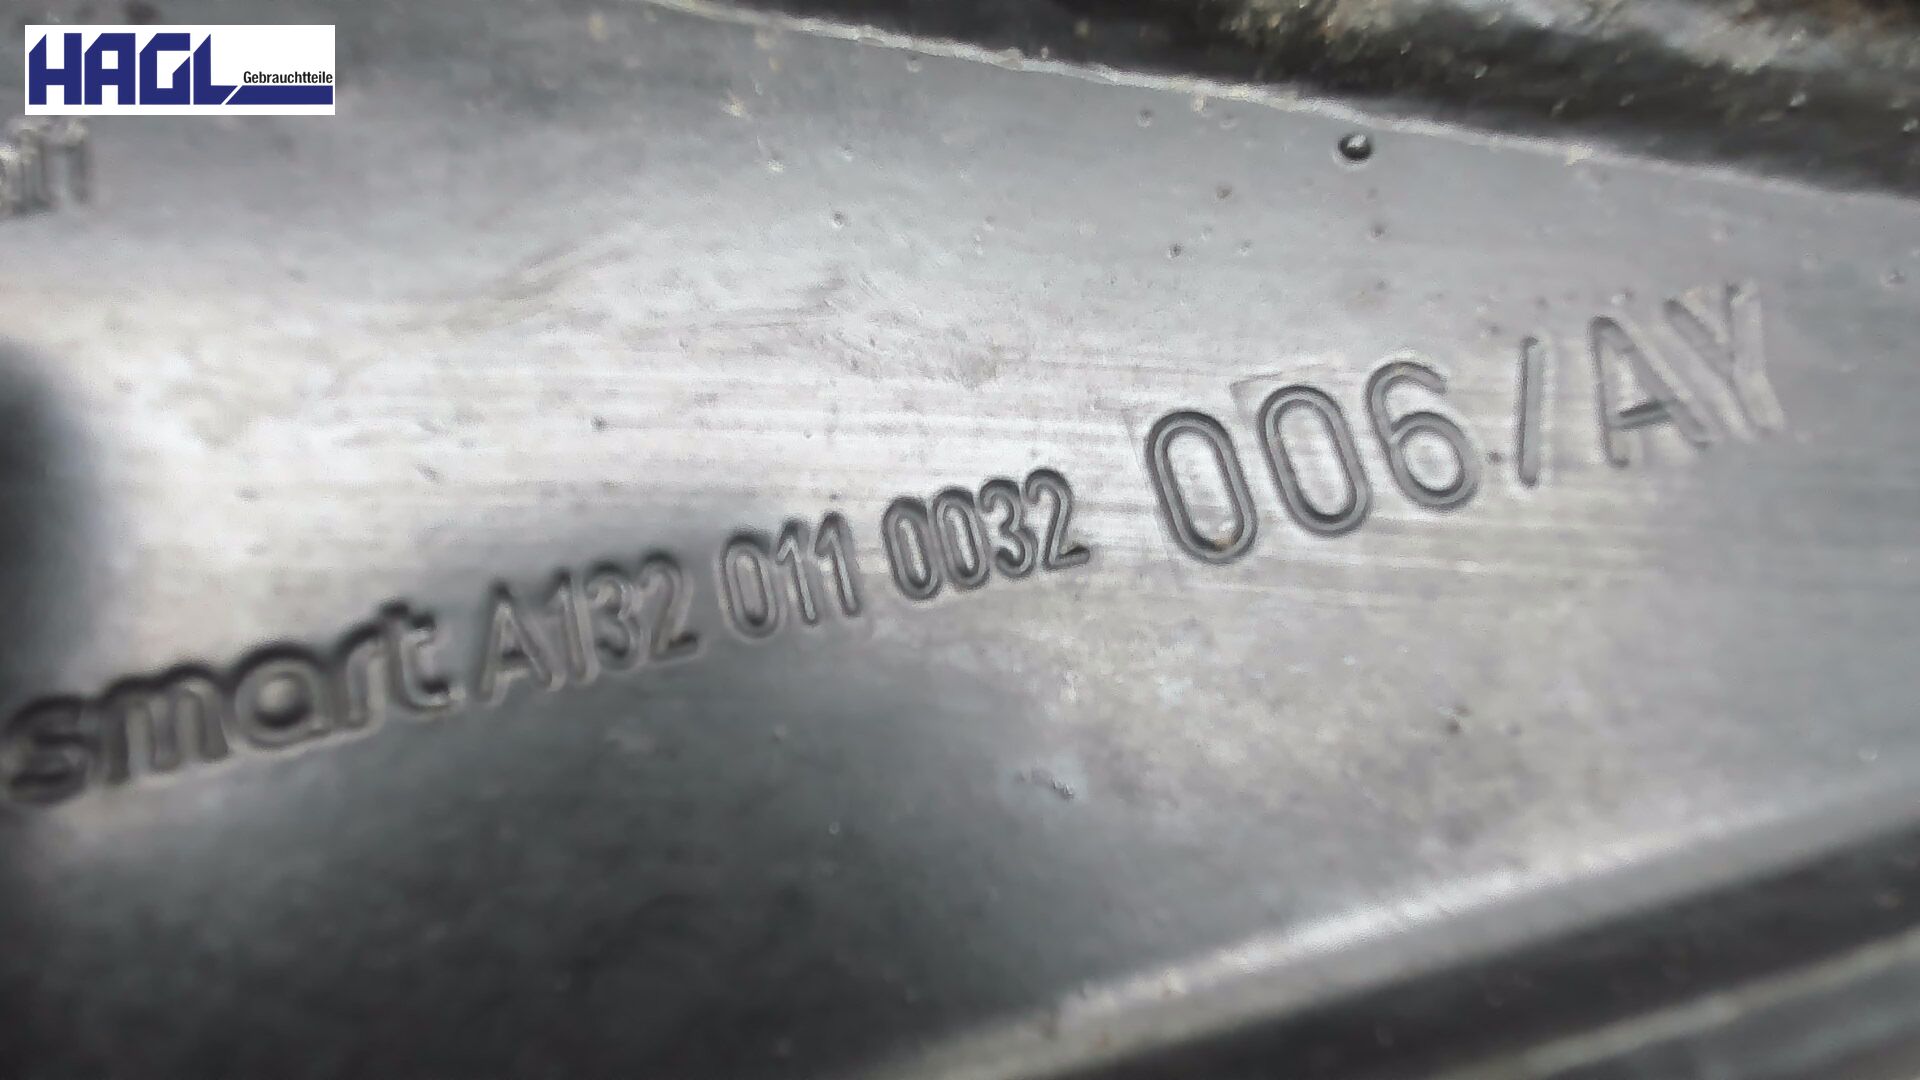 HAGL Gebrauchtteile
smart A132 011 0032 006/AY